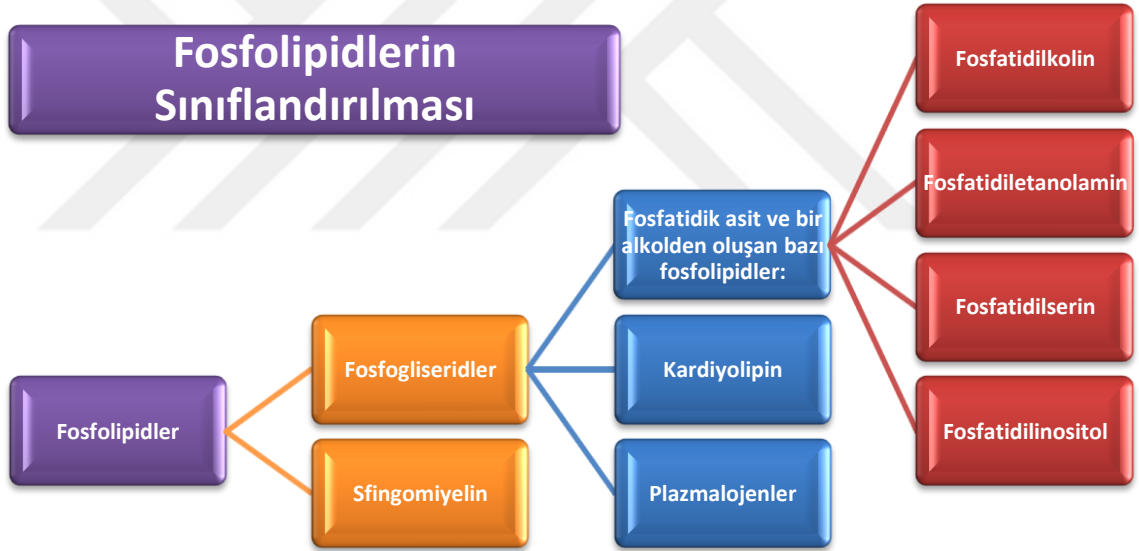 Fosfolipidlerin
Sınıflandırılması
Fosfolipidler
Fosfogliseridler
Sfingomiyelin
Fosfatidik asit ve bir
alkolden oluşan bazı
fosfolipidler:
Kardiyolipin
Plazmalojenler
Fosfatidilkolin
Fosfatidiletanolamin
Fosfatidilserin
Fosfatidilinositol